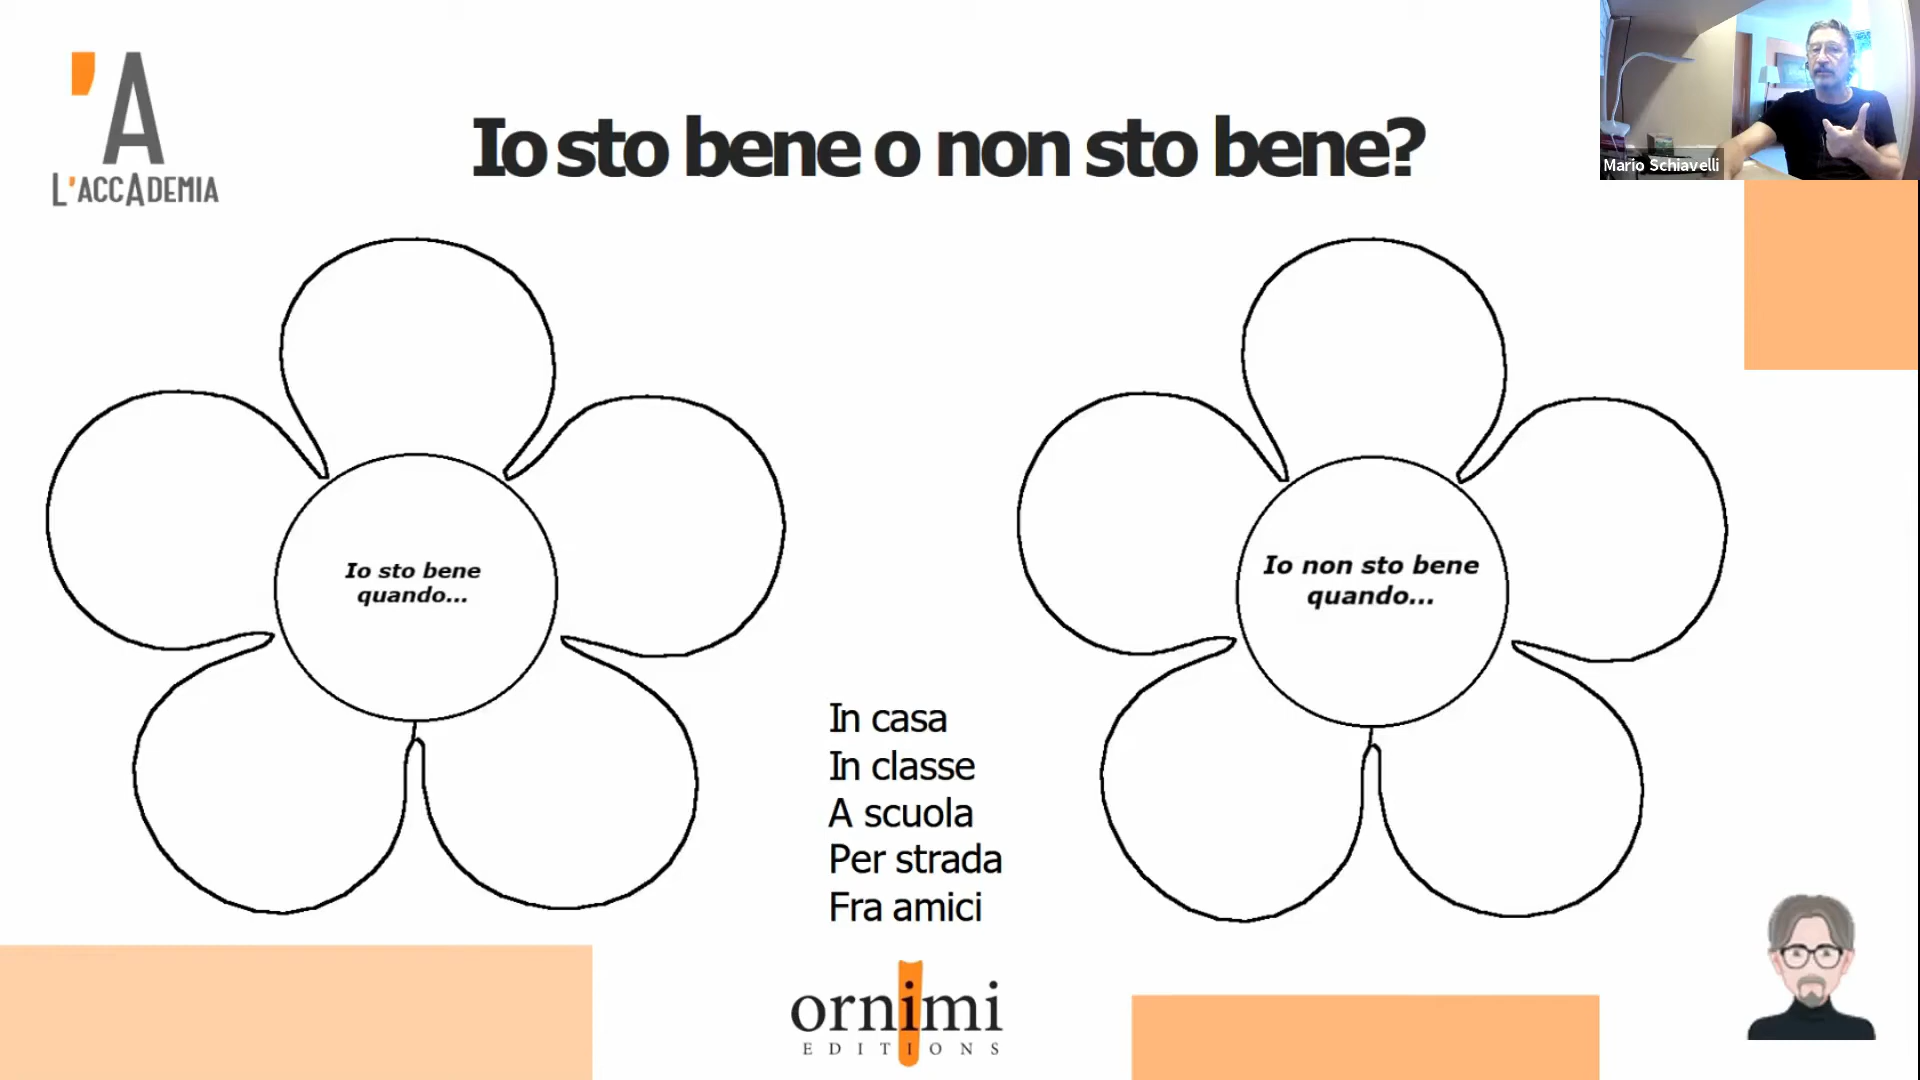 'A
L'ACCADEMIA
Io sto bene o non sto bene?
Mario Schiavelli
Io sto bene
quando...
Io non sto bene
quando...
In casa
In classe
A scuola
Per strada
Fra amici
ornimi
EDITIONS